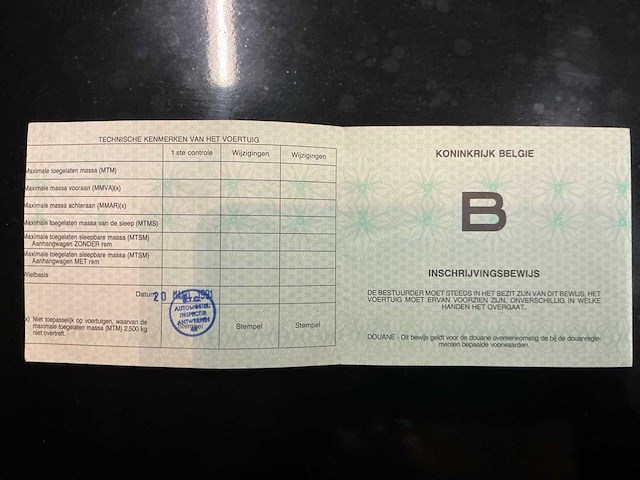 TECHNISCHE KENMERKEN VAN HET VOERTUIG
1 ste controle Wijzigingen Wijzigingen
Maximale toegelaten massa (MTM)
Maximale massa vooraan (MMVA)(x)
Maximale massa achteraan (MMAR)(x)
Maximale toegelaten massa van de sleep (MTMS)
Maximale toegelaten sleepbare massa (MTSM)
Aanhangwagen ZONDER rem
Maximale toegelaten sleepbare massa (MTSM)
Aanhangwagen MET rem
Wielbasis
Datum 20 1991
AUTOMOBIEL
INSPECTIE
ANTWERPEN
x) Niet toepasselijk op voertuigen, waarvan de
maximale toegelaten massa (MTM) 2.500 kg
niet overtreft.
Stempel Stempel Stempel
KONINKRIJK BELGIE
B
INSCHRIJVINGSBEWIJS
DE BESTUURDER MOET STEEDS IN HET BEZIT ZIJN VAN DIT BEWIJS, HET
VOERTUIG MOET ERVAN VOORZIEN ZIJN, ONVERSCHILLIG IN WELKE
HANDEN HET OVERGAAT.
DOUANE - Dit bewijs geldt voor de douane overeenkomstig de bij de douaneregle-
menten bepaalde voorwaarden.